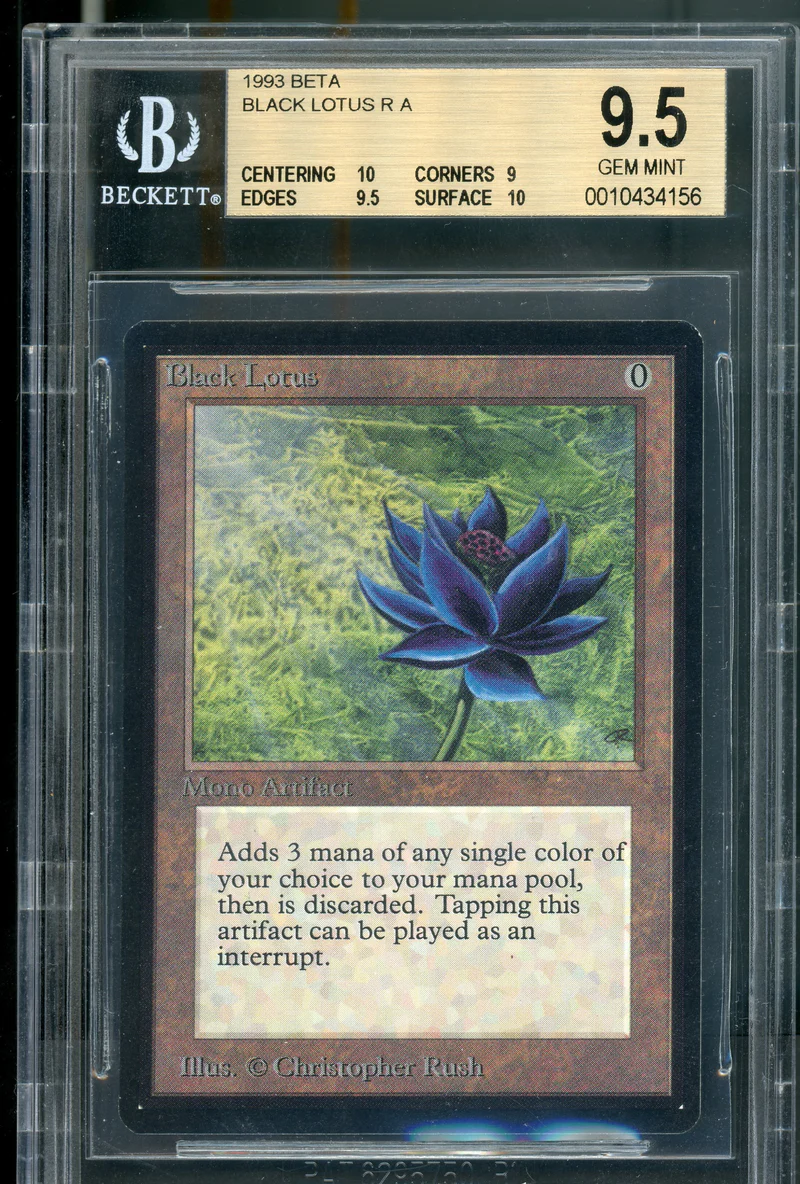 1993 BETA
BLACK LOTUS R A
CENTERING 10 CORNERS 9
EDGES 9.5 SURFACE 10
9.5
GEM MINT
0010434156
B
BECKETT®
Black Lotus 0
Mono Artifact
Adds 3 mana of any single color of
your choice to your mana pool,
then is discarded. Tapping this
artifact can be played as an
interrupt.
Illus. © Christopher Rush